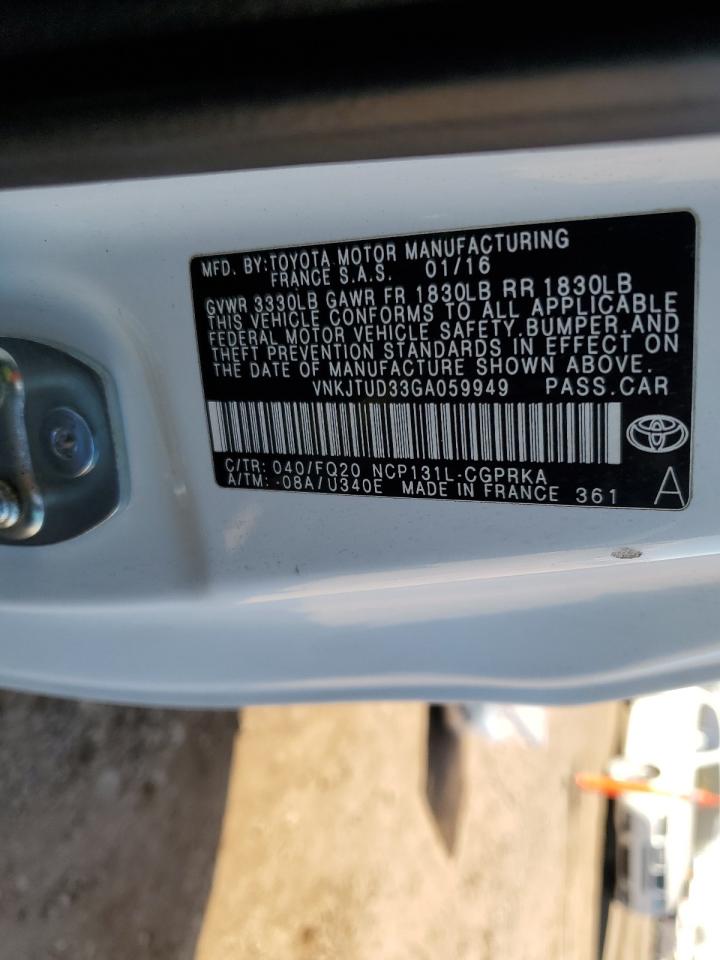 MFD. BY:TOYOTA MOTOR MANUFACTURING
FRANCE S.A.S. 01/16
GVWR 3330LB GAWR FR 1830LB RR 1830LB
THIS VEHICLE CONFORMS TO ALL APPLICABLE
FEDERAL MOTOR VEHICLE SAFETY,BUMPER,AND
THEFT PREVENTION STANDARDS IN EFFECT ON
THE DATE OF MANUFACTURE SHOWN ABOVE.
VNKJTUD33GA059949 PASS.CAR
C/TR: 040/FQ20 NCP131L-CGPRKA
A/TM: -08A/U340E MADE IN FRANCE 361 A